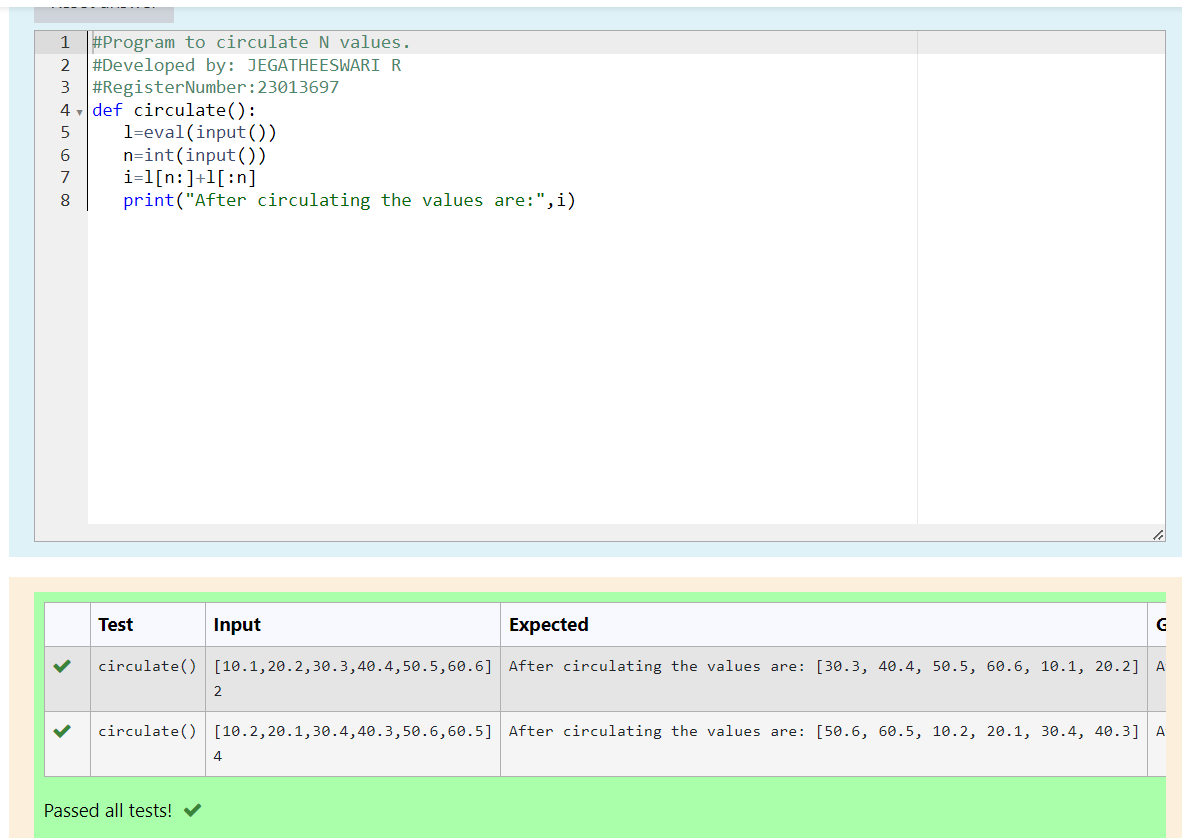 1 #Program to circulate N values.
2 #Developed by: JEGATHEESWARI R
3 #RegisterNumber:23013697
4 def circulate():
5 l=eval(input())
6 n=int(input())
7 i=l[n:]+l[:n]
8 print("After circulating the values are:",i)
Test Input Expected
circulate() [10.1,20.2,30.3,40.4,50.5,60.6] After circulating the values are: [30.3, 40.4, 50.5, 60.6, 10.1, 20.2] A
2
circulate() [10.2,20.1,30.4,40.3,50.6,60.5] After circulating the values are: [50.6, 60.5, 10.2, 20.1, 30.4, 40.3] A
4
Passed all tests!